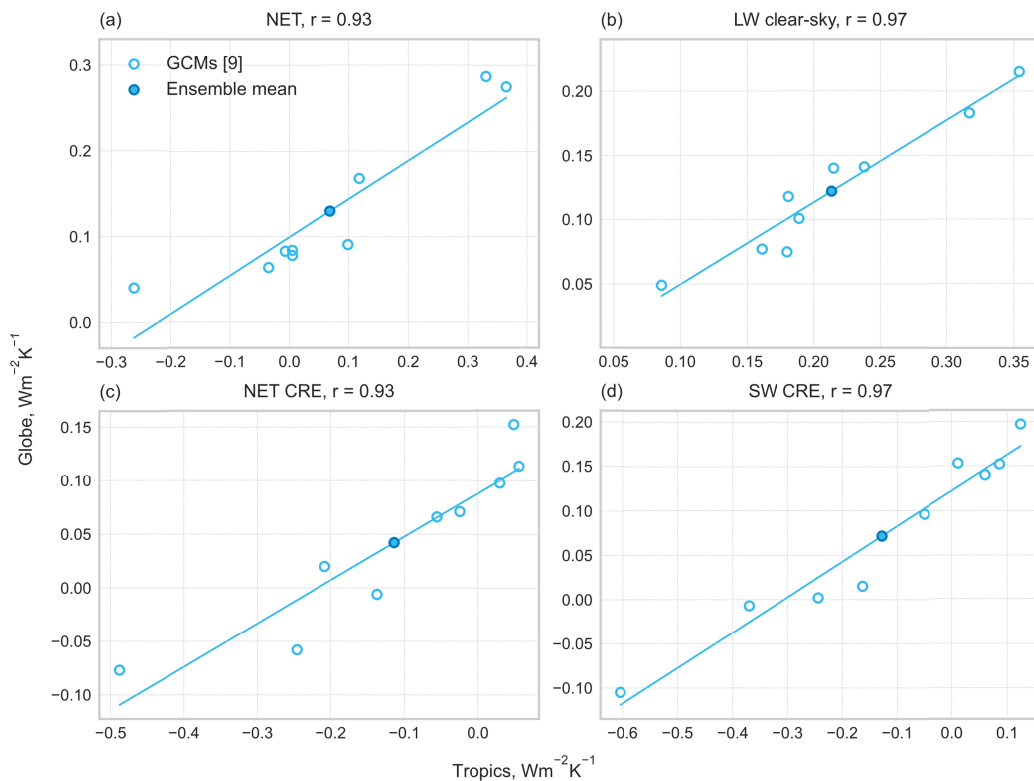 (a) NET, r = 0.93
(b) LW clear-sky, r = 0.97
GCMs [9]
Ensemble mean
0.3
0.2
0.1
0.0
−0.3 −0.2 −0.1 0.0 0.1 0.2 0.3 0.4
0.20
0.15
0.10
0.05
0.05 0.10 0.15 0.20 0.25 0.30 0.35
(c) NET CRE, r = 0.93
(d) SW CRE, r = 0.97
0.15
0.10
0.05
0.00
−0.05
−0.10
−0.5 −0.4 −0.3 −0.2 −0.1 0.0
0.20
0.15
0.10
0.05
0.00
−0.05
−0.10
−0.6 −0.5 −0.4 −0.3 −0.2 −0.1 0.0 0.1
Globe, Wm⁻²K⁻¹
Tropics, Wm⁻²K⁻¹